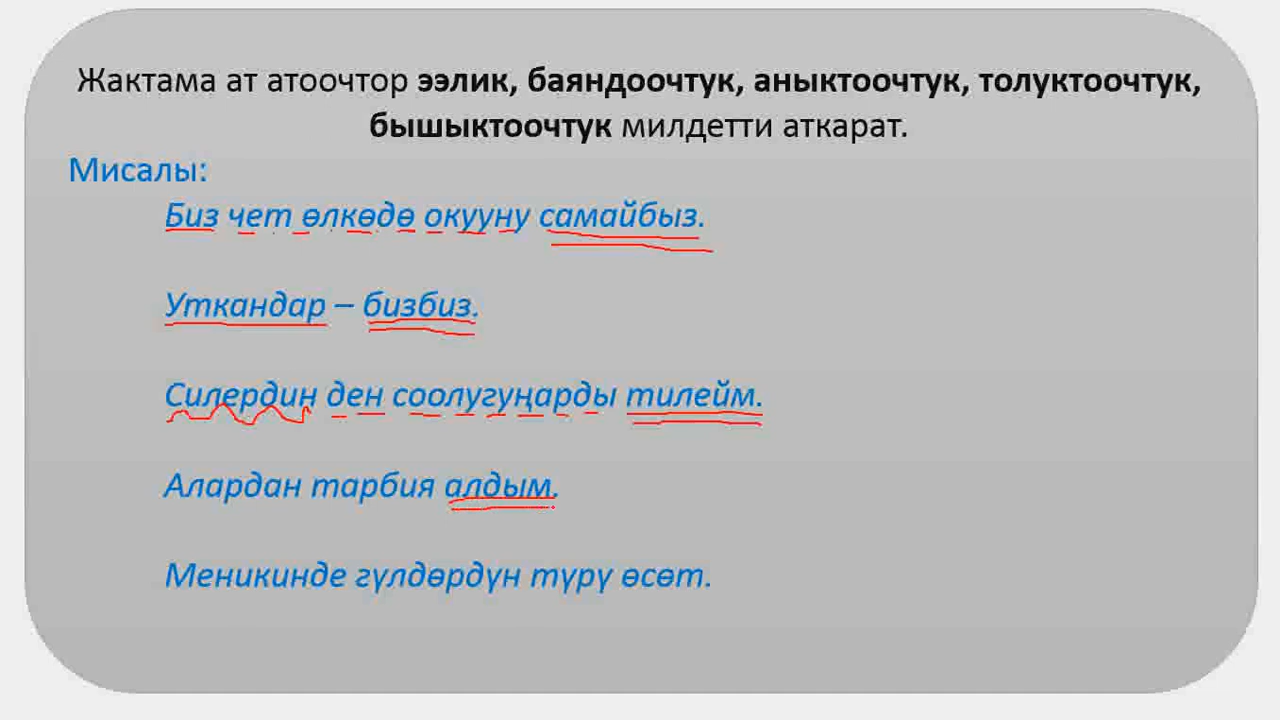 Жактама ат атоочтор ээлик, баяндоочтук, аныктоочтук, толуктоочтук,
бышыктоочтук милдетти аткарат.
Мисалы:
Биз чет өлкөдө окууну самайбыз.
Уткандар – бизбиз.
Силердин ден соолугуңарды тилейм.
Алардан тарбия алдым.
Меникинде гүлдөрдүн түрү өсөт.